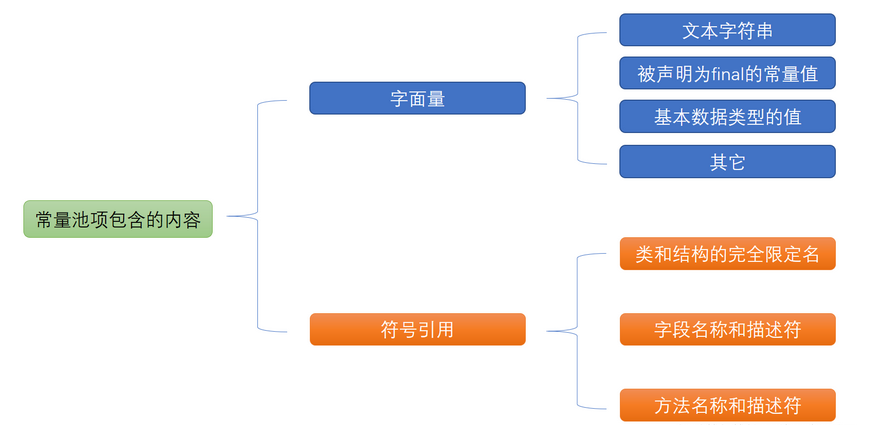 常量池项包含的内容
字面量
文本字符串
被声明为final的常量值
基本数据类型的值
其它
符号引用
类和结构的完全限定名
字段名称和描述符
方法名称和描述符